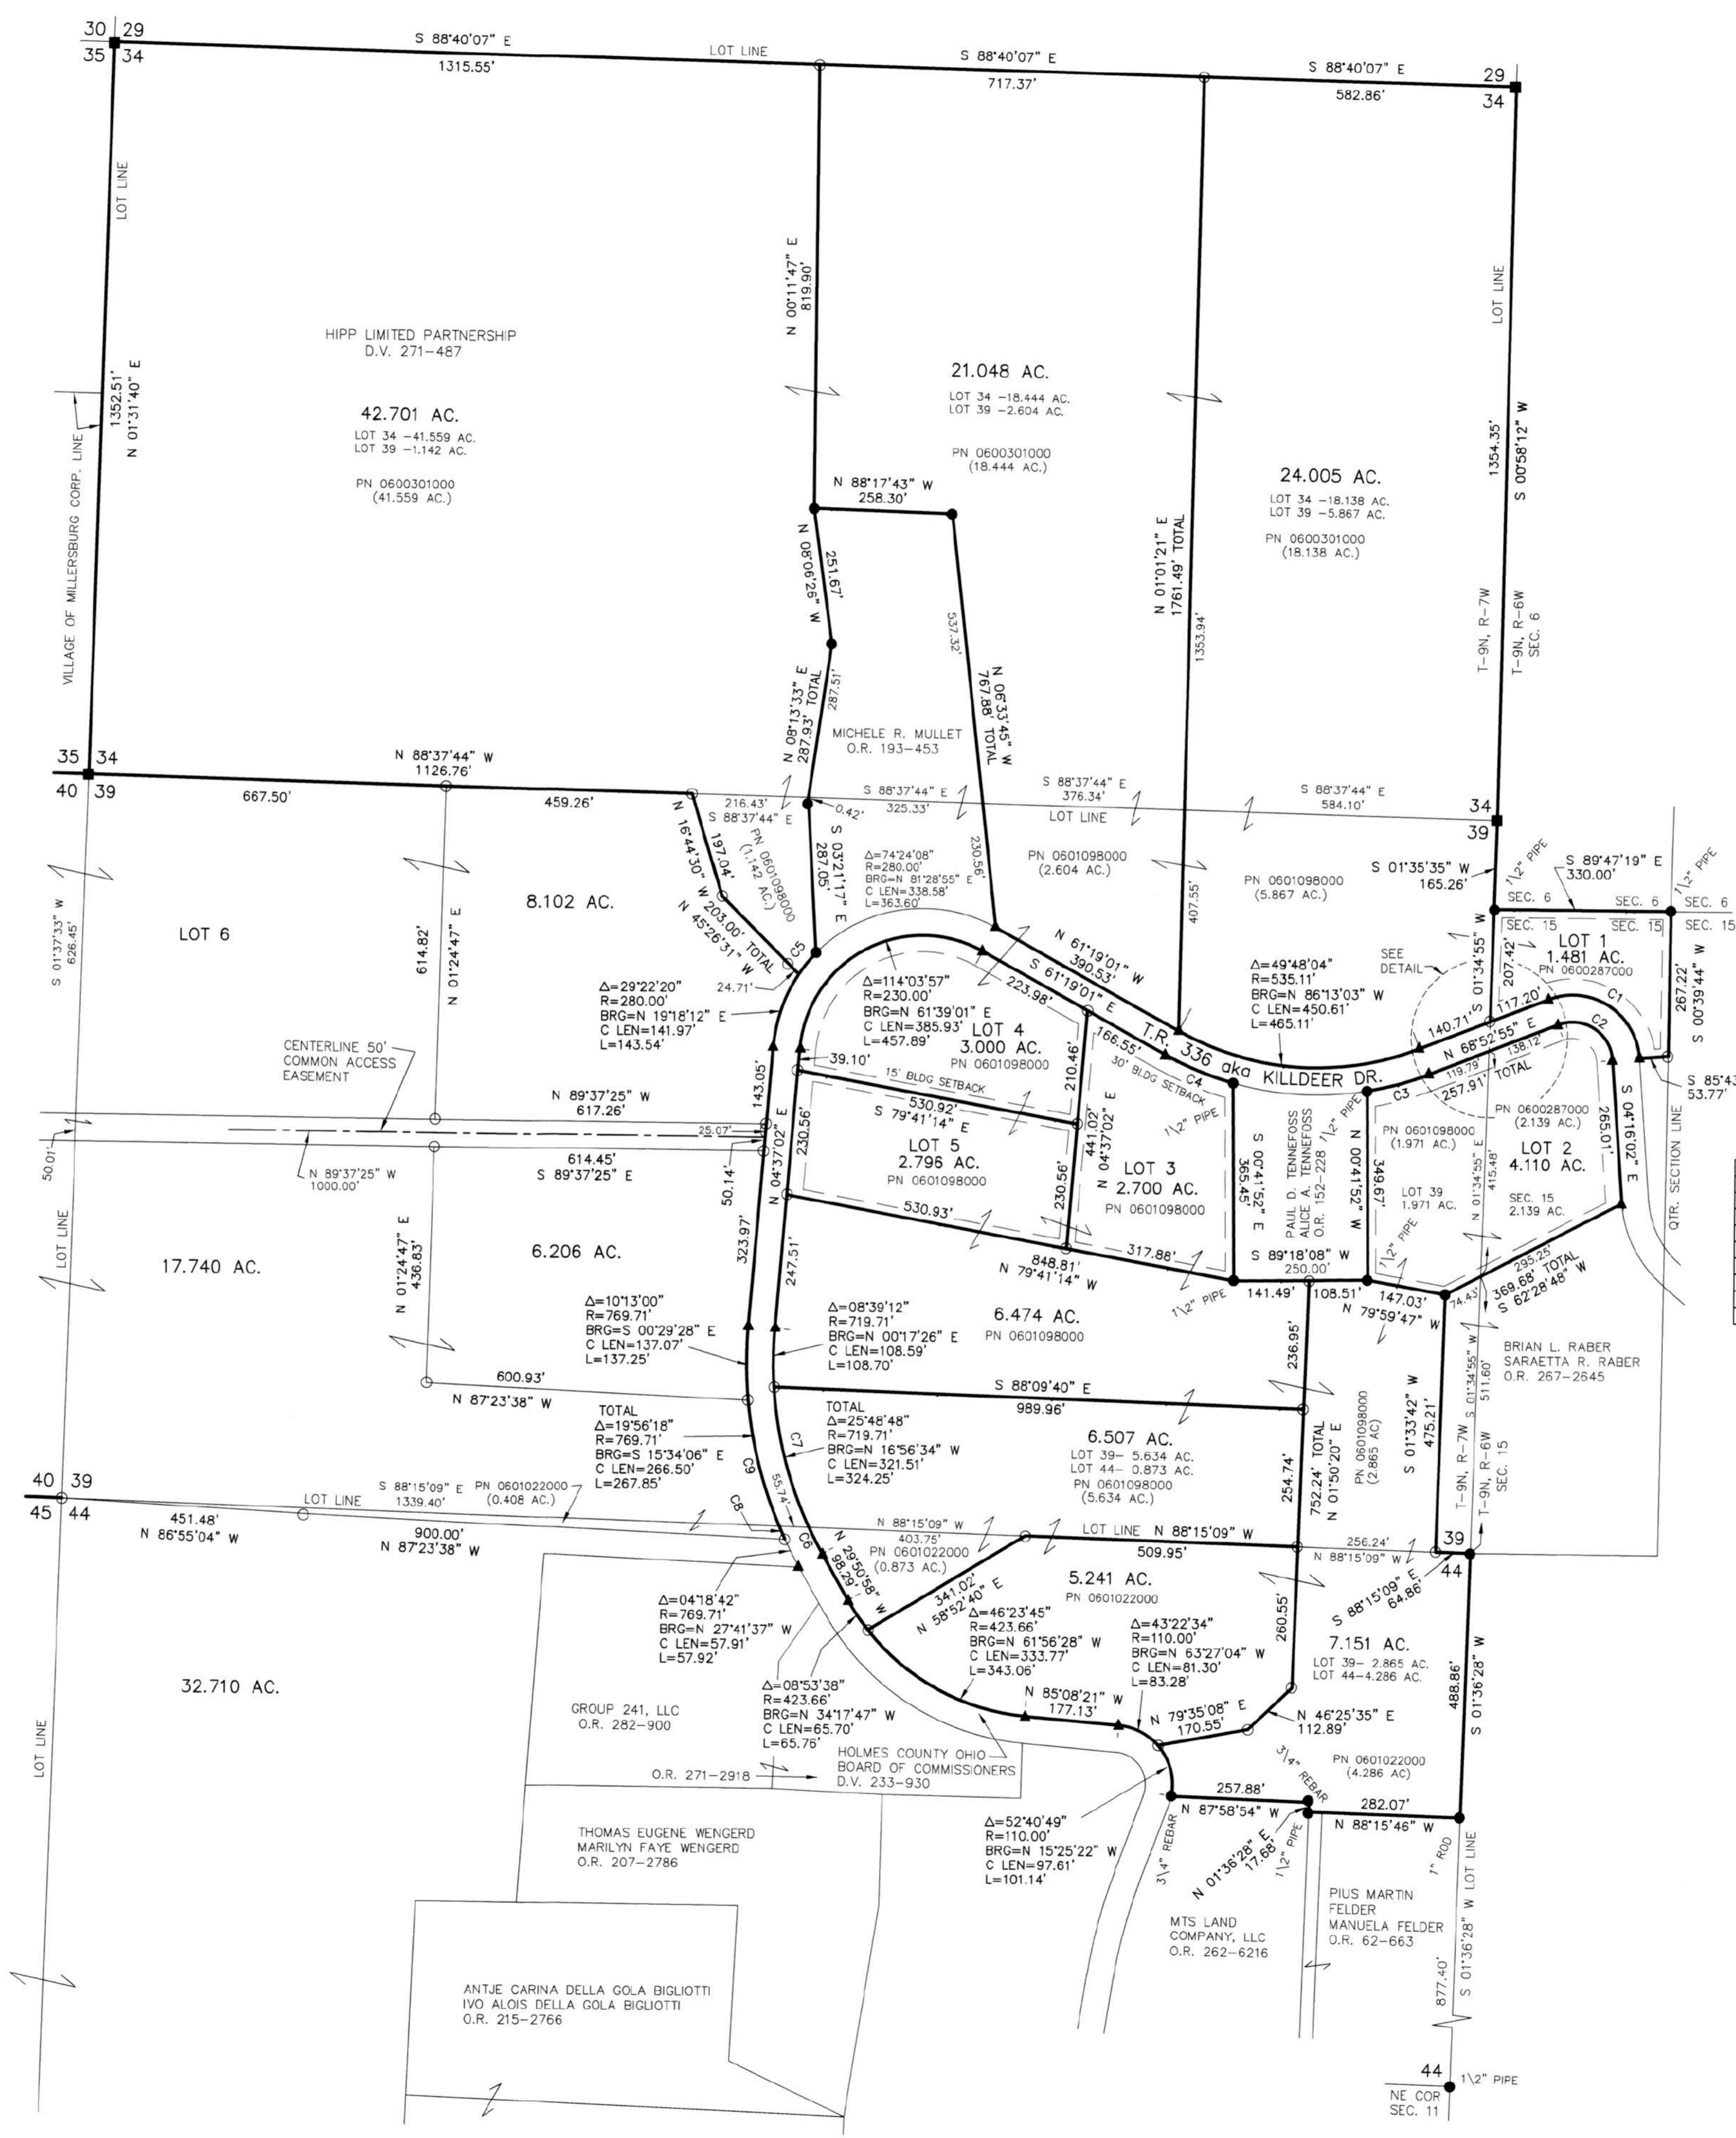 30 29
35 34
S 88°40'07" E
1315.55'
LOT LINE
S 88°40'07" E
717.37'
S 88°40'07" E
582.86'
29
34
LOT LINE
1352.51'
N 01°31'40" E
VILLAGE OF MILLERSBURG CORP. LINE
HIPP LIMITED PARTNERSHIP
D.V. 271-487
42.701 AC.
LOT 34 -41.559 AC.
LOT 39 -1.142 AC.
PN 0600301000
(41.559 AC.)
N 00°11'47" E
819.90'
21.048 AC.
LOT 34 -18.444 AC.
LOT 39 -2.604 AC.
PN 0600301000
(18.444 AC.)
N 88°17'43" W
258.30'
24.005 AC.
LOT 34 -18.138 AC.
LOT 39 -5.867 AC.
PN 0600301000
(18.138 AC.)
N 01°01'21" E
1761.49' TOTAL
1353.94'
LOT LINE
1354.35'
S 00°58'12" W
T-9N, R-7W
T-9N, R-6W
SEC. 6
N 08°06'26" W
251.67'
537.32'
N 06°33'45" W
767.88' TOTAL
N 08°13'33" E
287.93' TOTAL
287.51'
MICHELE R. MULLET
O.R. 193-453
35 34
40 39
N 88°37'44" W
1126.76'
667.50'
459.26'
216.43'
S 88°37'44" E
0.42'
S 88°37'44" E
325.33'
S 88°37'44" E
376.34'
LOT LINE
S 88°37'44" E
584.10'
34
39
N 16°44'30" W
197.04'
PN 0601098000
(1.142 AC.)
S 03°21'17" E
287.05'
Δ=74°24'08"
R=280.00'
BRG=N 81°28'55" E
C LEN=338.58'
L=363.60'
230.56'
PN 0601098000
(2.604 AC.)
PN 0601098000
(5.867 AC.)
407.55'
S 01°35'35" W
165.26'
1\2" PIPE
S 89°47'19" E
330.00'
1\2" PIPE
SEC. 6
SEC. 6
SEC. 6
SEC. 15
SEC. 15
SEC. 15
S 01°37'33" W
626.45'
LOT 6
8.102 AC.
614.82'
N 01°24'47" E
203.00' TOTAL
N 45°26'31" W
24.71'
C5
Δ=29°22'20"
R=280.00'
BRG=N 19°18'12" E
C LEN=141.97'
L=143.54'
Δ=114°03'57"
R=230.00'
BRG=N 61°39'01" E
C LEN=385.93'
L=457.89'
LOT 4
3.000 AC.
PN 0601098000
S 61°19'01" E
223.98'
N 61°19'01" W
390.53'
Δ=49°48'04"
R=535.11'
BRG=N 86°13'03" W
C LEN=450.61'
L=465.11'
SEE
DETAIL
S 01°34'55" W
207.42'
LOT 1
1.481 AC.
PN 0600287000
267.22'
S 00°39'44" W
117.20'
C1
C2
140.71'
N 68°52'55" E
138.12'
119.79'
257.91' TOTAL
C3
53.77'
T.R. 336 aka KILLDEER DR.
166.55'
30' BLDG SETBACK
C4
39.10'
15' BLDG SETBACK
530.92'
S 79°41'14" E
210.46'
441.02'
N 04°37'02" E
CENTERLINE 50'
COMMON ACCESS
EASEMENT
N 89°37'25" W
617.26'
25.07'
143.05'
230.56'
N 04°37'02" E
50.01'
N 89°37'25" W
1000.00'
614.45'
S 89°37'25" E
50.14'
LOT 5
2.796 AC.
PN 0601098000
230.56'
LOT 3
2.700 AC.
PN 0601098000
1\2" PIPE
S 00°41'52" E
365.45'
PAUL D. TENNEFOSS
ALICE A. TENNEFOSS
O.R. 152-228
1\2" PIPE
N 00°41'52" W
349.67'
PN 0601098000
(1.971 AC.)
LOT 39
1.971 AC.
1\2" PIPE
PN 0600287000
(2.139 AC.)
LOT 2
4.110 AC.
SEC. 15
2.139 AC.
N 01°34'55" E
415.48'
265.01'
S 04°16'02" E
QTR. SECTION LINE
LOT LINE
17.740 AC.
N 01°24'47" E
436.83'
6.206 AC.
323.97'
247.51'
530.93'
848.81'
N 79°41'14" W
317.88'
1\2" PIPE
S 89°18'08" W
250.00'
141.49'
108.51'
147.03'
N 79°59'47" W
74.43'
295.25'
369.68' TOTAL
S 62°28'48" W
Δ=10°13'00"
R=769.71'
BRG=S 00°29'28" E
C LEN=137.07'
L=137.25'
Δ=08°39'12"
R=719.71'
BRG=N 00°17'26" E
C LEN=108.59'
L=108.70'
6.474 AC.
PN 0601098000
236.95'
BRIAN L. RABER
SARAETTA R. RABER
O.R. 267-2645
600.93'
N 87°23'38" W
S 88°09'40" E
989.96'
TOTAL
Δ=19°56'18"
R=769.71'
BRG=S 15°34'06" E
C LEN=266.50'
L=267.85'
TOTAL
Δ=25°48'48"
R=719.71'
BRG=N 16°56'34" W
C LEN=321.51'
L=324.25'
C7
C9
55.74'
6.507 AC.
LOT 39- 5.634 AC.
LOT 44- 0.873 AC.
PN 0601098000
(5.634 AC.)
254.74'
752.24' TOTAL
N 01°50'20" E
PN 0601098000
(2.865 AC)
S 01°33'42" W
475.21'
S 01°34'55" W
511.60'
T-9N, R-7W
T-9N, R-6W
SEC. 15
40 39
45 44
LOT LINE
S 88°15'09" E
1339.40'
PN 0601022000
(0.408 AC.)
451.48'
N 86°55'04" W
900.00'
N 87°23'38" W
C8
C6
N 29°50'58" W
98.29'
N 88°15'09" W
403.75'
PN 0601022000
(0.873 AC.)
LOT LINE N 88°15'09" W
509.95'
256.24'
N 88°15'09" W
39
44
S 88°15'09" E
64.86'
341.02'
N 58°52'40" E
5.241 AC.
PN 0601022000
260.55'
Δ=04°18'42"
R=769.71'
BRG=N 27°41'37" W
C LEN=57.91'
L=57.92'
Δ=46°23'45"
R=423.66'
BRG=N 61°56'28" W
C LEN=333.77'
L=343.06'
Δ=43°22'34"
R=110.00'
BRG=N 63°27'04" W
C LEN=81.30'
L=83.28'
7.151 AC.
LOT 39- 2.865 AC.
LOT 44-4.286 AC.
488.86'
S 01°36'28" W
32.710 AC.
LOT LINE
GROUP 241, LLC
O.R. 282-900
Δ=08°53'38"
R=423.66'
BRG=N 34°17'47" W
C LEN=65.70'
L=65.76'
N 85°08'21" W
177.13'
N 79°35'08" E
170.55'
N 46°25'35" E
112.89'
O.R. 271-2918
HOLMES COUNTY OHIO
BOARD OF COMMISSIONERS
D.V. 233-930
3\4" REBAR
PN 0601022000
(4.286 AC)
257.88'
N 87°58'54" W
282.07'
N 88°15'46" W
THOMAS EUGENE WENGERD
MARILYN FAYE WENGERD
O.R. 207-2786
Δ=52°40'49"
R=110.00'
BRG=N 15°25'22" W
C LEN=97.61'
L=101.14'
3\4" REBAR
N 01°36'28" E
17.68'
1\2" PIPE
1" ROD
MTS LAND
COMPANY, LLC
O.R. 262-6216
PIUS MARTIN
FELDER
MANUELA FELDER
O.R. 62-663
877.40'
S 01°36'28" W LOT LINE
ANTJE CARINA DELLA GOLA BIGLIOTTI
IVO ALOIS DELLA GOLA BIGLIOTTI
O.R. 215-2766
44
1\2" PIPE
NE COR
SEC. 11